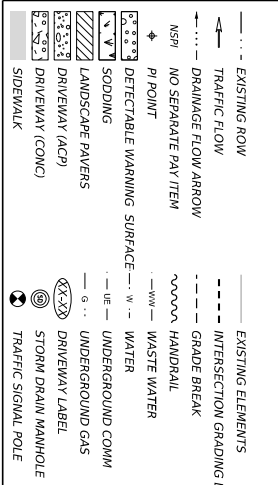 EXISTING ROW
TRAFFIC FLOW
DRAINAGE FLOW ARROW
NSPI NO SEPARATE PAY ITEM
PI POINT
DETECTABLE WARNING SURFACE
SODDING
LANDSCAPE PAVERS
DRIVEWAY (ACP)
DRIVEWAY (CONC)
SIDEWALK
EXISTING ELEMENTS
INTERSECTION GRADING
GRADE BREAK
HANDRAIL
WW WASTE WATER
W WATER
UE UNDERGROUND COMM
G UNDERGROUND GAS
XX-XX DRIVEWAY LABEL
SD STORM DRAIN MANHOLE
TRAFFIC SIGNAL POLE